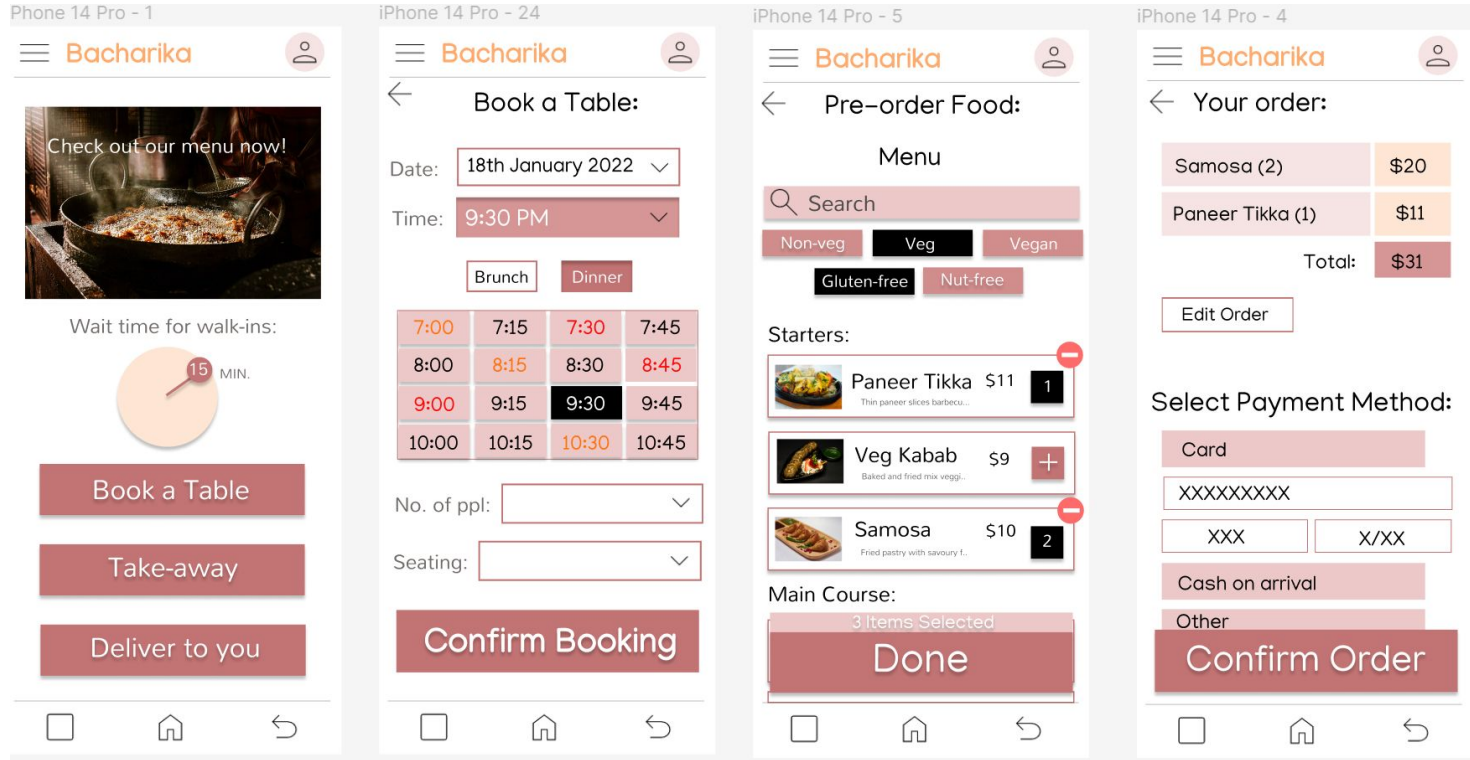 Phone 14 Pro - 1
Bacharika
Check out our menu now!
Wait time for walk-ins:
15 MIN.
Book a Table
Take-away
Deliver to you
iPhone 14 Pro - 24
Bacharika
Book a Table:
Date: 18th January 2022
Time: 9:30 PM
Brunch Dinner
7:00 7:15 7:30 7:45
8:00 8:15 8:30 8:45
9:00 9:15 9:30 9:45
10:00 10:15 10:30 10:45
No. of ppl:
Seating:
Confirm Booking
iPhone 14 Pro - 5
Bacharika
Pre-order Food:
Menu
Search
Non-veg Veg Vegan
Gluten-free Nut-free
Starters:
Paneer Tikka $11 1
Thin paneer slices barbecu...
Veg Kabab $9 +
Baked and fried mix veggi..
Samosa $10 2
Fried pastry with savoury f..
Main Course:
3 Items Selected
Done
iPhone 14 Pro - 4
Bacharika
Your order:
Samosa (2) $20
Paneer Tikka (1) $11
Total: $31
Edit Order
Select Payment Method:
Card
XXXXXXXXX
XXX X/XX
Cash on arrival
Other
Confirm Order